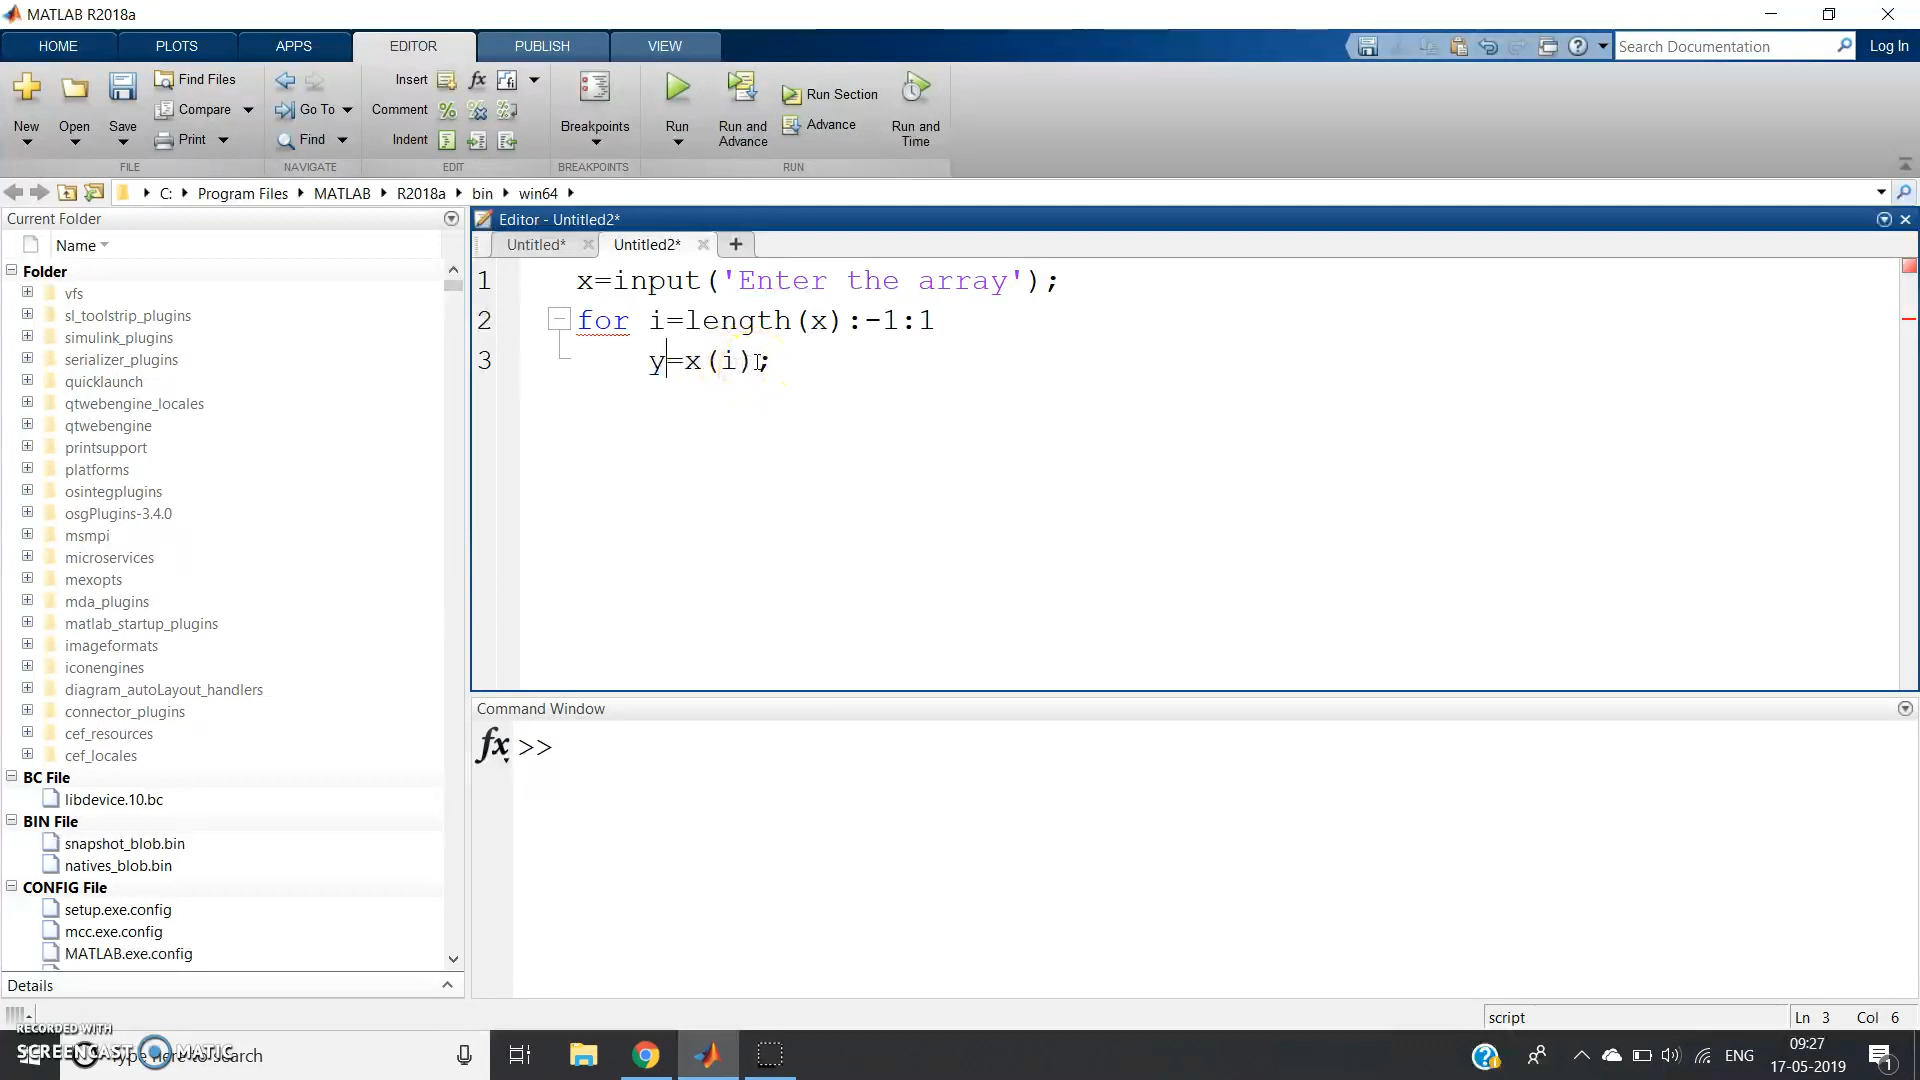 MATLAB R2018a
HOME PLOTS APPS EDITOR PUBLISH VIEW Search Documentation Log In
New Open Save Find Files Compare Print
Go To Find
Insert fx Comment Indent
Breakpoints
Run Run and Advance Run Section Advance Run and Time
FILE NAVIGATE EDIT BREAKPOINTS RUN
C: Program Files MATLAB R2018a bin win64
Current Folder
Name
Folder
vfs
sl_toolstrip_plugins
simulink_plugins
serializer_plugins
quicklaunch
qtwebengine_locales
qtwebengine
printsupport
platforms
osintegplugins
osgPlugins-3.4.0
msmpi
microservices
mexopts
mda_plugins
matlab_startup_plugins
imageformats
iconengines
diagram_autoLayout_handlers
connector_plugins
cef_resources
cef_locales
BC File
libdevice.10.bc
BIN File
snapshot_blob.bin
natives_blob.bin
CONFIG File
setup.exe.config
mcc.exe.config
MATLAB.exe.config
Details
Editor - Untitled2*
Untitled* Untitled2*
1 x=input('Enter the array');
2 for i=length(x):-1:1
3 y=x(i);
Command Window
fx >>
script Ln 3 Col 6
RECORDED WITH
SCREENCAST MATIC
Type here to search
ENG
09:27
17-05-2019
1